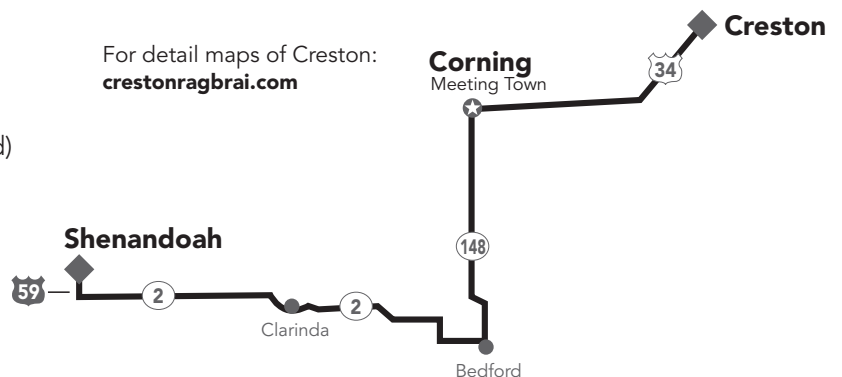 For detail maps of Creston:
crestonragbrai.com
Creston
34
Corning
Meeting Town
d)
148
Shenandoah
59
2
2
Clarinda
Bedford